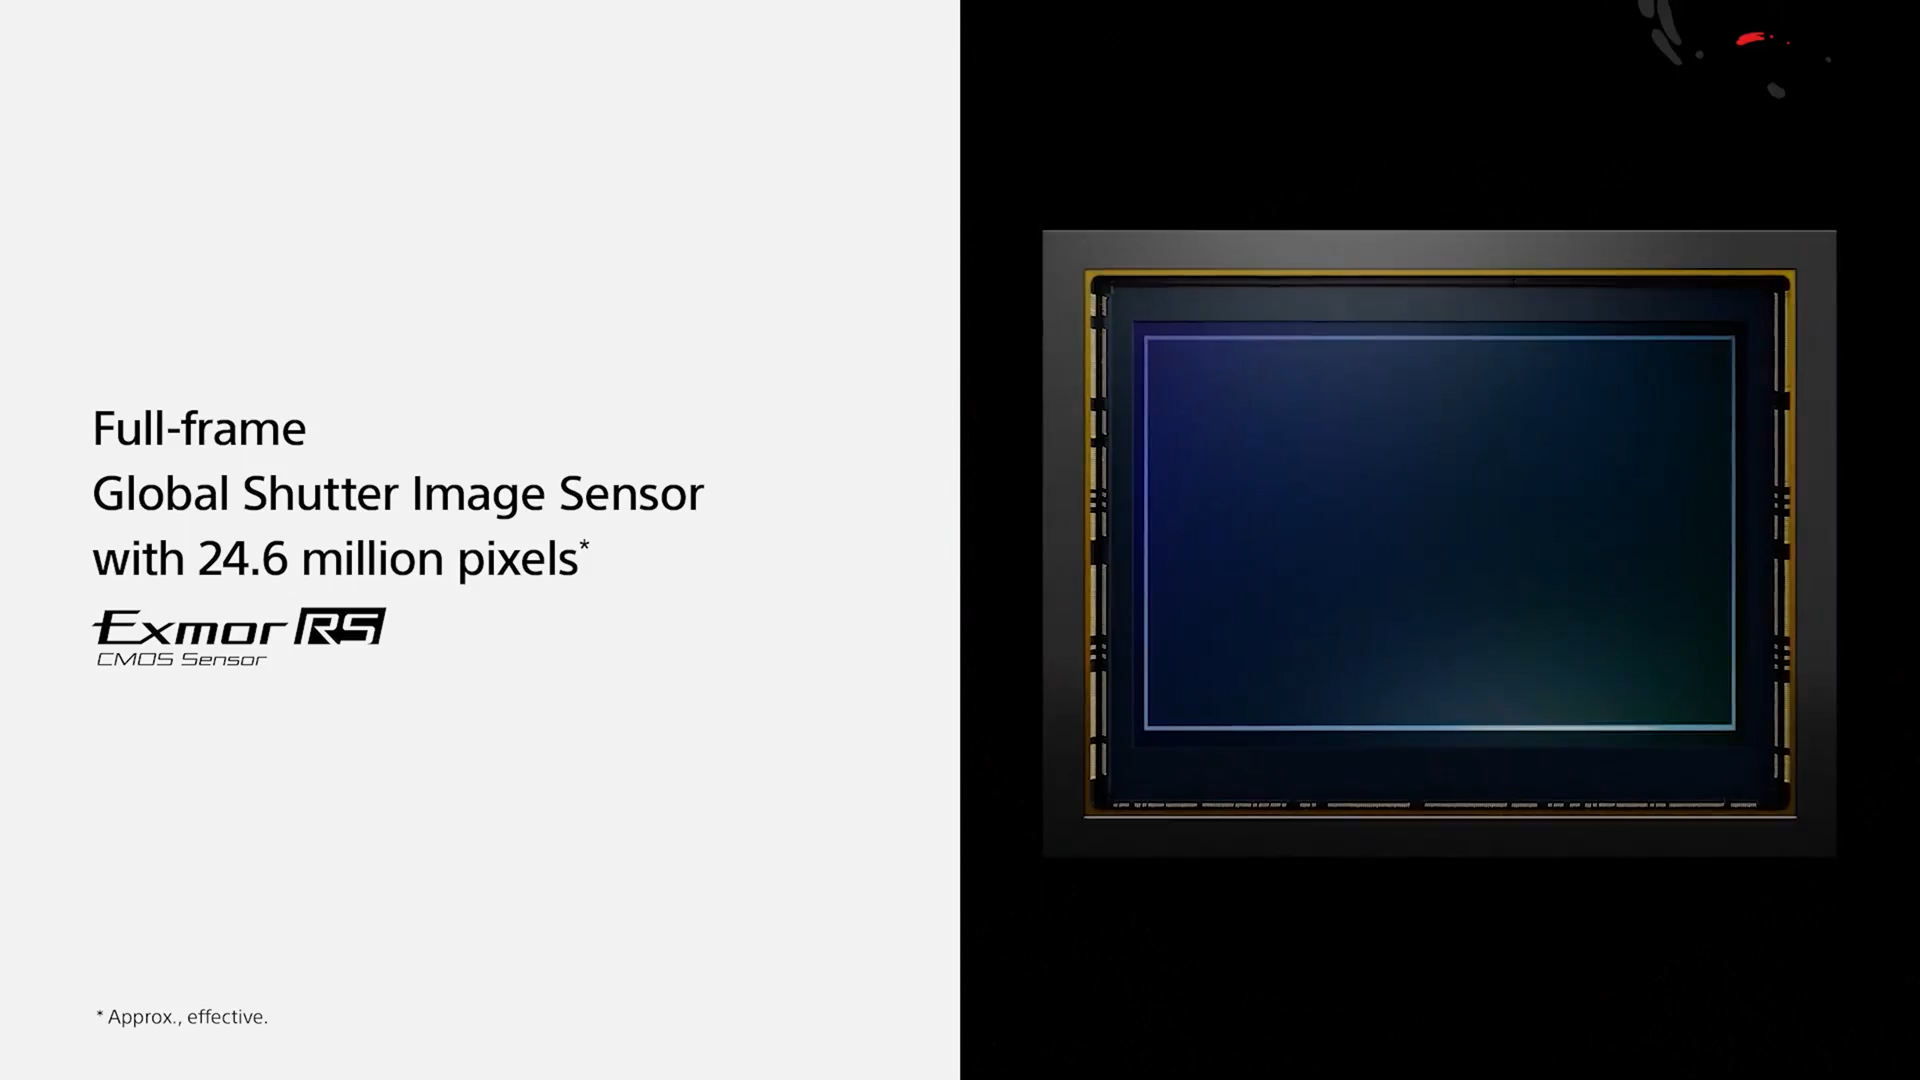 Full-frame
Global Shutter Image Sensor
with 24.6 million pixels*
Exmor RS
CMOS Sensor
* Approx., effective.